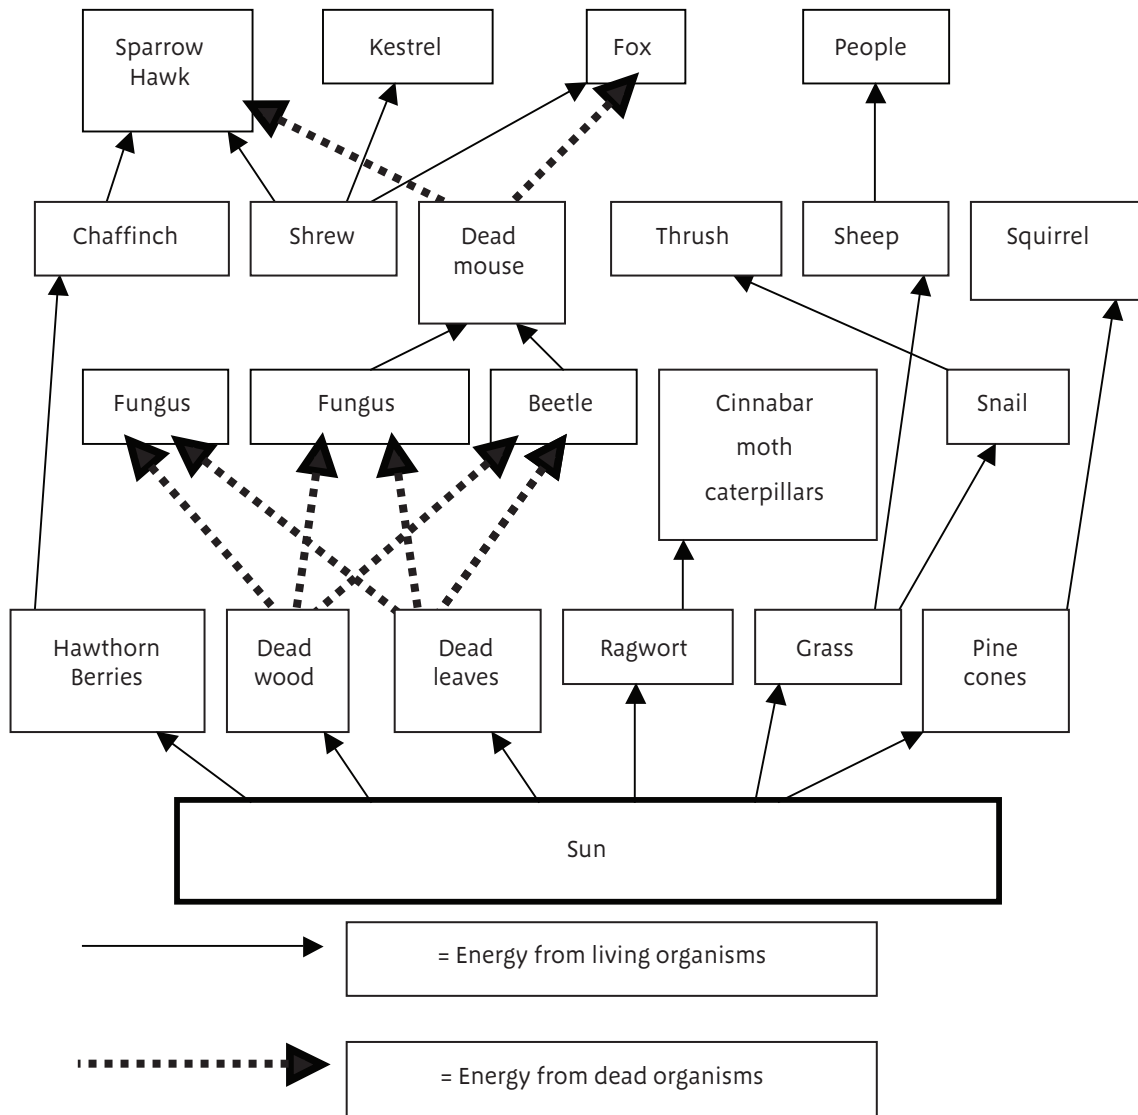 Sparrow
Hawk
Kestrel
Fox
People
Chaffinch
Shrew
Dead
mouse
Thrush
Sheep
Squirrel
Fungus
Fungus
Beetle
Cinnabar
moth
caterpillars
Snail
Hawthorn
Berries
Dead
wood
Dead
leaves
Ragwort
Grass
Pine
cones
Sun
= Energy from living organisms
= Energy from dead organisms